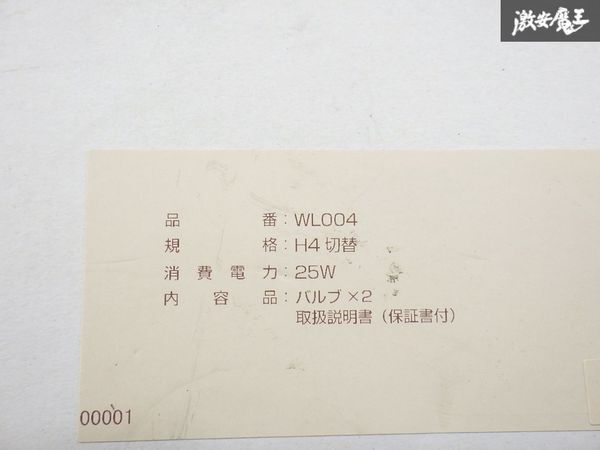 激安魔王
品番：WL004
規格：H4 切替
消費電力：25W
内容品：バルブ×2
取扱説明書（保証書付）
00001